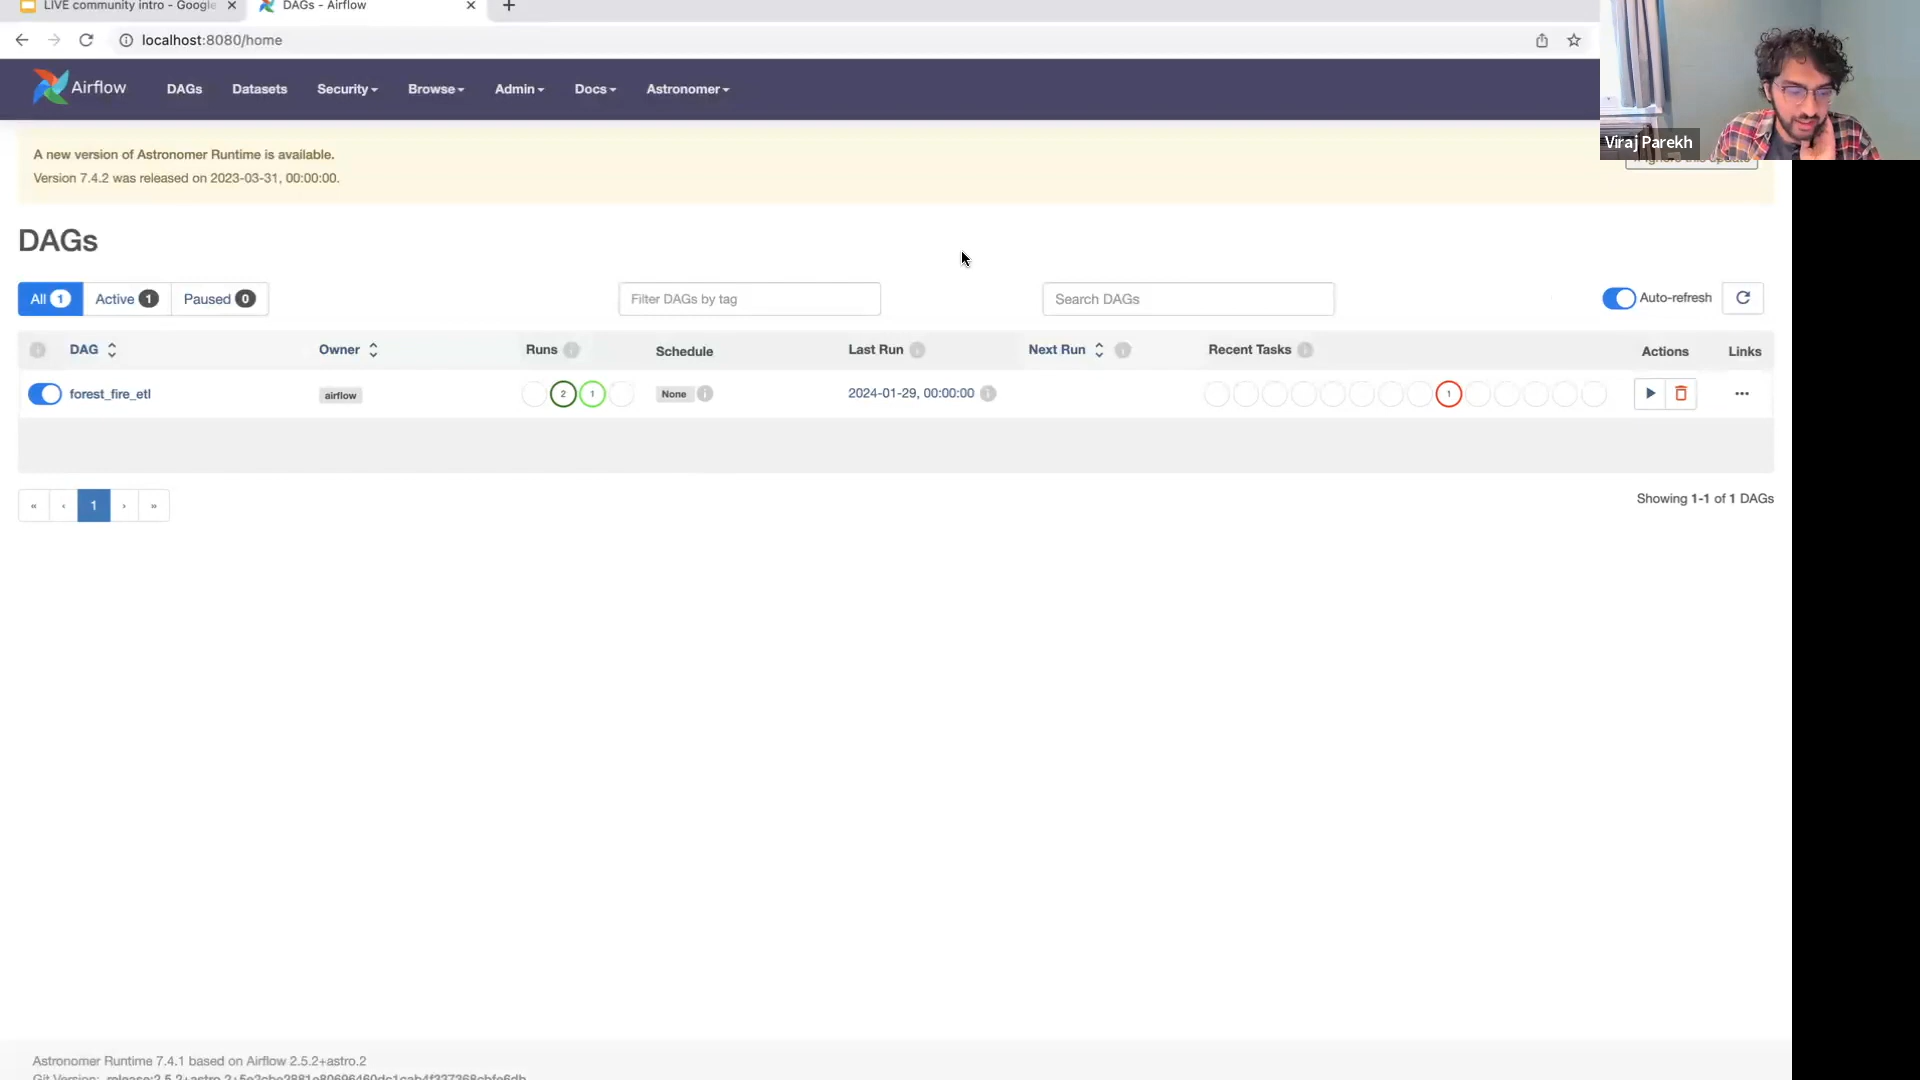 LIVE community intro - Google
DAGs - Airflow
localhost:8080/home
Airflow
DAGs
Datasets
Security
Browse
Admin
Docs
Astronomer
Viraj Parekh
A new version of Astronomer Runtime is available.
Version 7.4.2 was released on 2023-03-31, 00:00:00.
DAGs
All 1
Active 1
Paused 0
Filter DAGs by tag
Search DAGs
Auto-refresh
DAG
Owner
Runs
Schedule
Last Run
Next Run
Recent Tasks
Actions
Links
forest_fire_etl
airflow
2
1
None
2024-01-29, 00:00:00
1
« ‹ 1 › »
Showing 1-1 of 1 DAGs
Astronomer Runtime 7.4.1 based on Airflow 2.5.2+astro.2
Git Version: